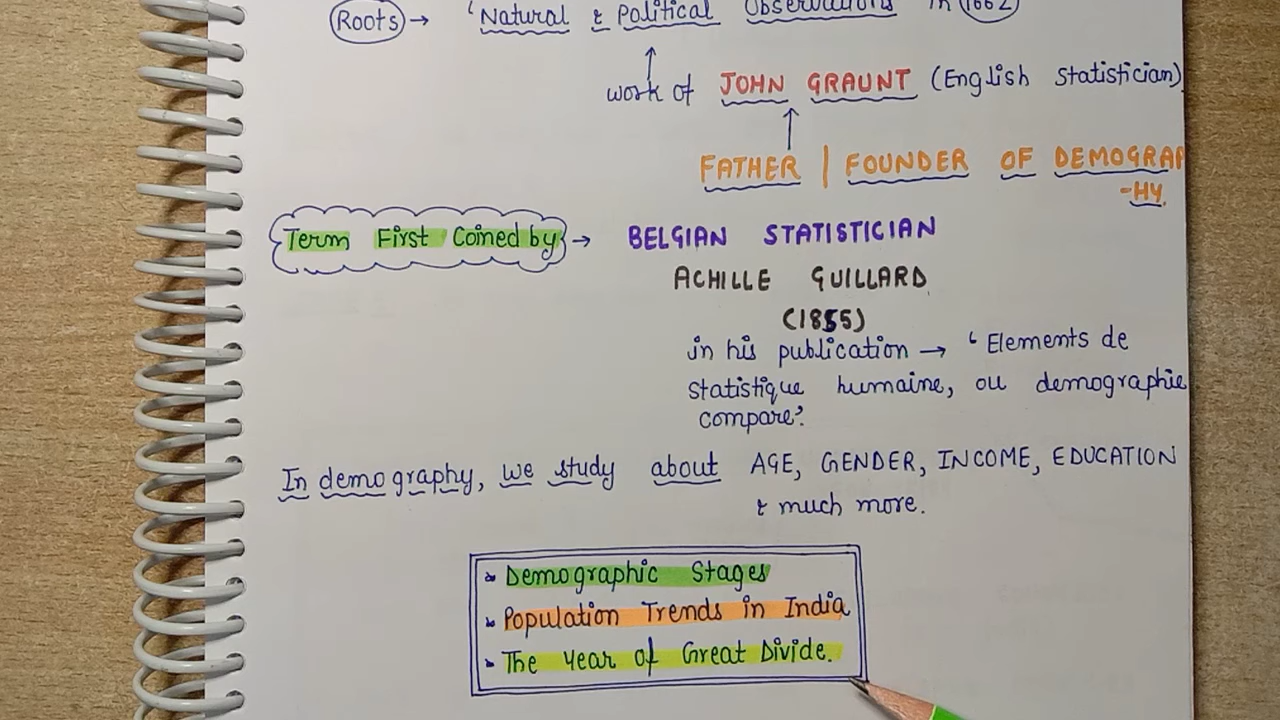 Roots → 'Natural & Political Observations in 1662
work of JOHN GRAUNT (English Statistician)
FATHER | FOUNDER OF DEMOGRAP
-HY.
Term First Coined by → BELGIAN STATISTICIAN
ACHILLE GUILLARD
(1855)
in his publication → 'Elements de
statistique humaine, ou demographie
compare'.
In demography, we study about AGE, GENDER, INCOME, EDUCATION
& much more.
Demographic Stages
Population Trends in India
The Year of Great Divide.